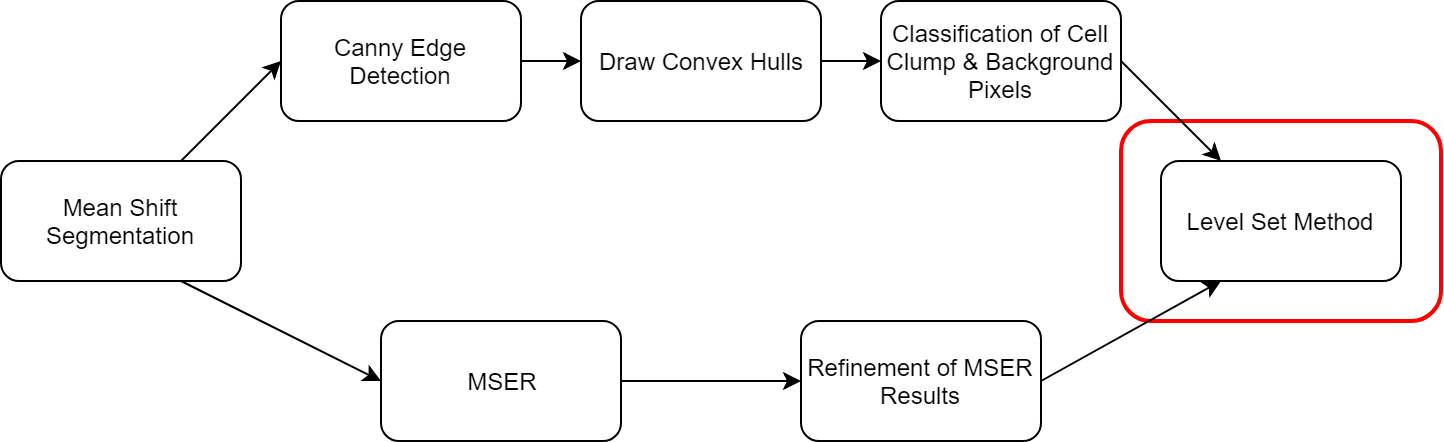 Mean Shift
Segmentation
Canny Edge
Detection
Draw Convex Hulls
Classification of Cell
Clump & Background
Pixels
MSER
Refinement of MSER
Results
Level Set Method